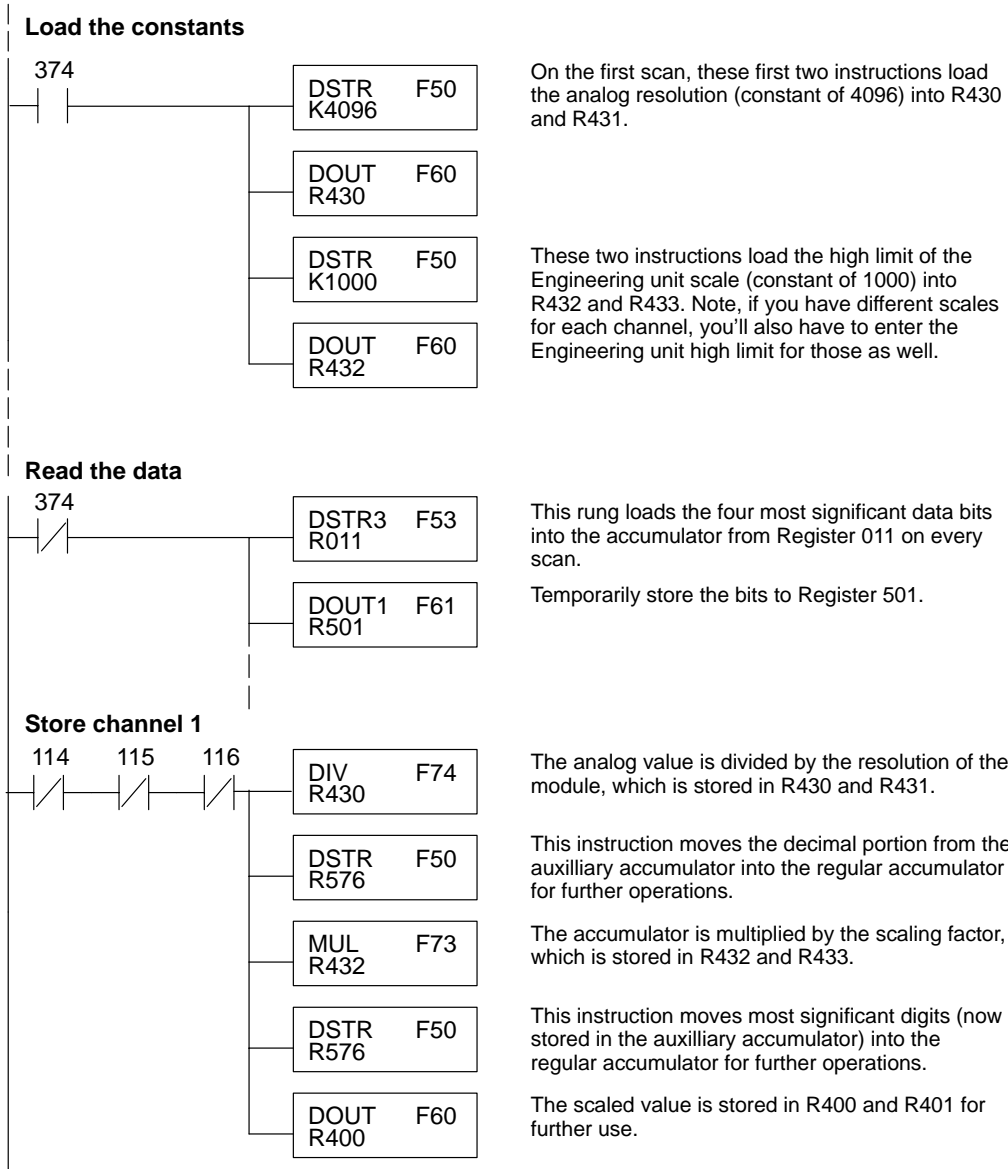 Load the constants
374
DSTR F50
K4096
On the first scan, these first two instructions load
the analog resolution (constant of 4096) into R430
and R431.
DOUT F60
R430
DSTR F50
K1000
These two instructions load the high limit of the
Engineering unit scale (constant of 1000) into
R432 and R433. Note, if you have different scales
for each channel, you'll also have to enter the
Engineering unit high limit for those as well.
DOUT F60
R432
Read the data
374
DSTR3 F53
R011
This rung loads the four most significant data bits
into the accumulator from Register 011 on every
scan.
DOUT1 F61
R501
Temporarily store the bits to Register 501.
Store channel 1
114 115 116
DIV F74
R430
The analog value is divided by the resolution of the
module, which is stored in R430 and R431.
DSTR F50
R576
This instruction moves the decimal portion from the
auxilliary accumulator into the regular accumulator
for further operations.
MUL F73
R432
The accumulator is multiplied by the scaling factor,
which is stored in R432 and R433.
DSTR F50
R576
This instruction moves most significant digits (now
stored in the auxilliary accumulator) into the
regular accumulator for further operations.
DOUT F60
R400
The scaled value is stored in R400 and R401 for
further use.